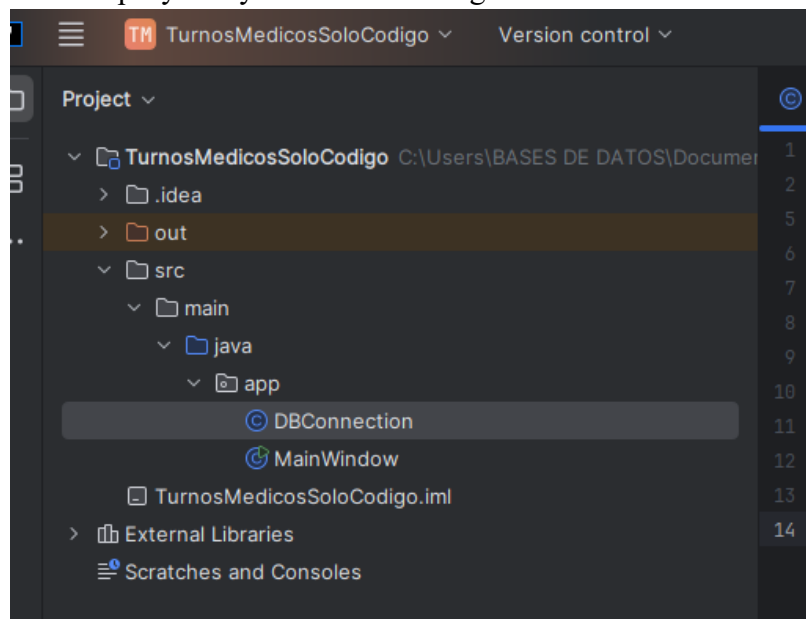 TM TurnosMedicosSoloCodigo Version control
Project
TurnosMedicosSoloCodigo C:\Users\BASES DE DATOS\Documen
1
.idea
2
out
5
src
6
main
7
java
8
app
9
DBConnection
10
MainWindow
11
TurnosMedicosSoloCodigo.iml
12
External Libraries
13
Scratches and Consoles
14